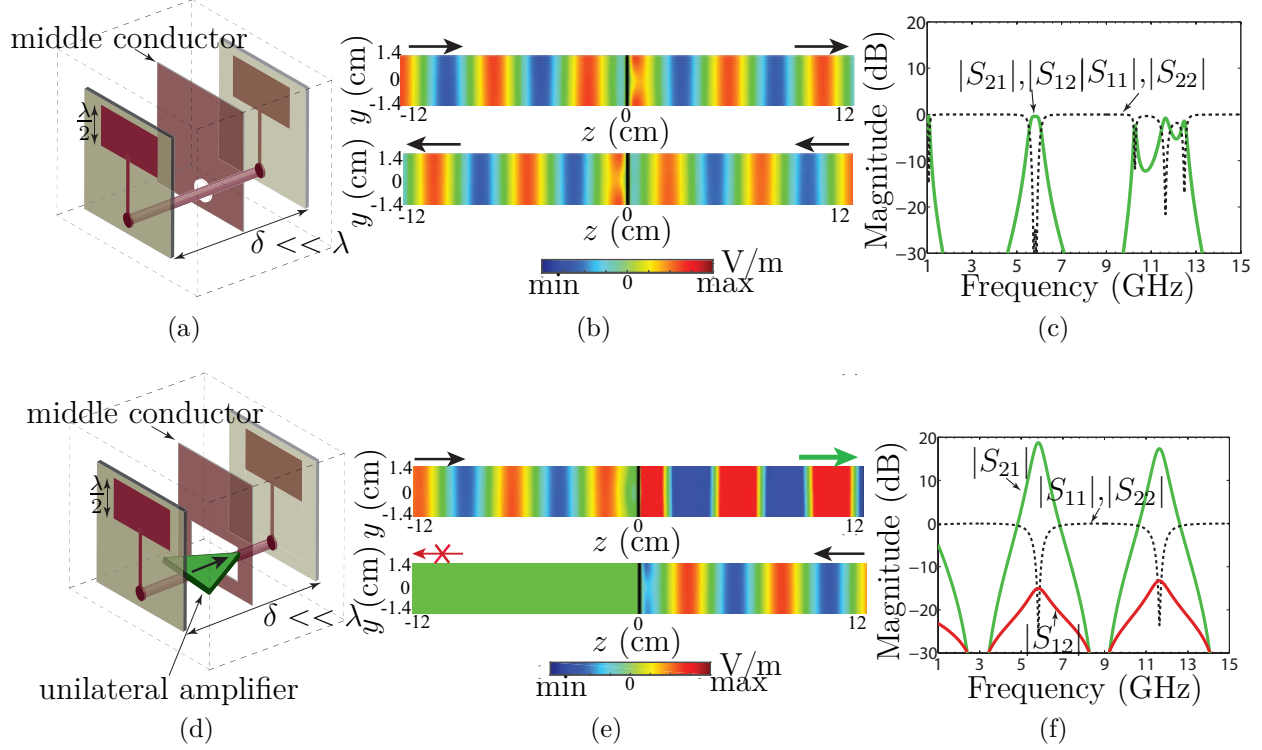 middle conductor
λ/2
δ << λ
(a)
y (cm)
1.4
0
-1.4
-12
0
12
z (cm)
y (cm)
1.4
0
-1.4
-12
0
12
z (cm)
V/m
min
0
max
(b)
Magnitude (dB)
20
10
0
−10
−20
−30
|S21|,|S12|
|S11|,|S22|
1 3 5 7 9 11 13 15
Frequency (GHz)
(c)
middle conductor
λ/2
δ << λ
unilateral amplifier
(d)
y (cm)
1.4
0
-1.4
-12
0
12
z (cm)
y (cm)
1.4
0
-1.4
-12
0
12
z (cm)
V/m
min
0
max
(e)
Magnitude (dB)
20
10
0
−10
−20
−30
|S21|
|S11|,|S22|
|S12|
1 3 5 7 9 11 13 15
Frequency (GHz)
(f)